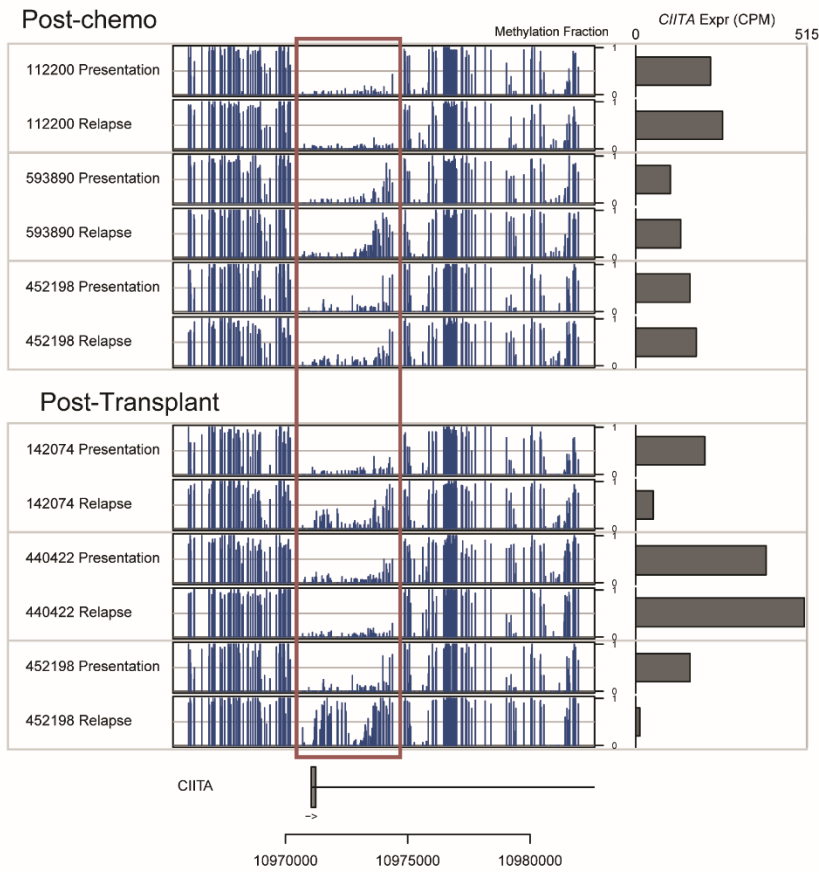 Post-chemo
Methylation Fraction
CIITA Expr (CPM)
0 515
112200 Presentation
1
0
112200 Relapse
1
0
593890 Presentation
1
0
593890 Relapse
1
0
452198 Presentation
1
0
452198 Relapse
1
0
Post-Transplant
142074 Presentation
1
0
142074 Relapse
1
0
440422 Presentation
1
0
440422 Relapse
1
0
452198 Presentation
1
0
452198 Relapse
1
0
CIITA
->
10970000 10975000 10980000